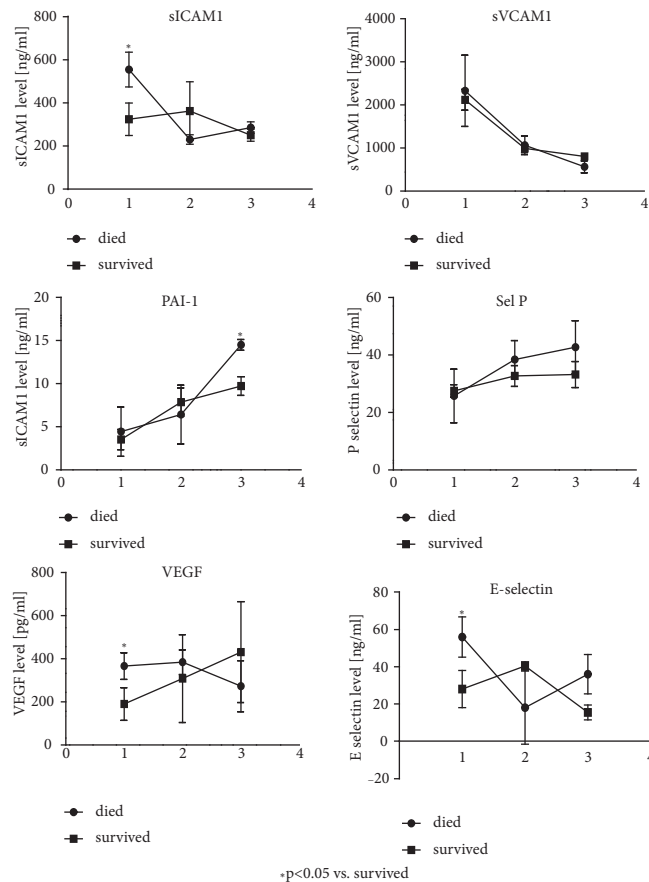 sICAM1
800
600
400
200
0
sICAM1 level [ng/ml]
*
0 1 2 3 4
died
survived
sVCAM1
4000
3000
2000
1000
0
sVCAM1 level [ng/ml]
0 1 2 3 4
died
survived
PAI-1
20
15
10
5
0
sICAM1 level [ng/ml]
*
0 1 2 3 4
died
survived
Sel P
60
40
20
0
P selectin level [ng/ml]
0 1 2 3 4
died
survived
VEGF
800
600
400
200
0
VEGF level [pg/ml]
*
0 1 2 3 4
died
survived
E-selectin
60
40
20
0
–20
E selectin level [ng/ml]
*
1 2 3 4
died
survived
*p<0.05 vs. survived